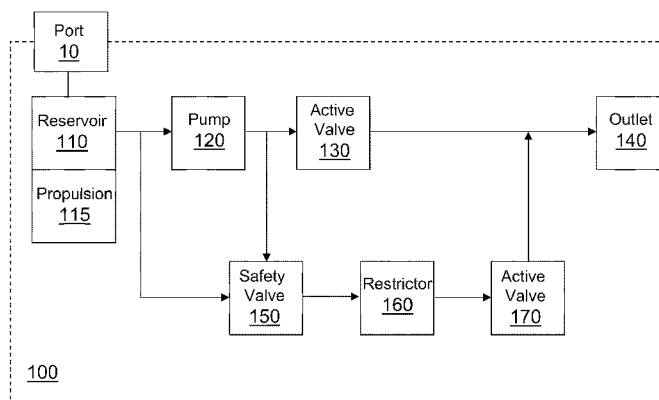 Port
10
Reservoir
110
Propulsion
115
Pump
120
Active
Valve
130
Outlet
140
Safety
Valve
150
Restrictor
160
Active
Valve
170
100